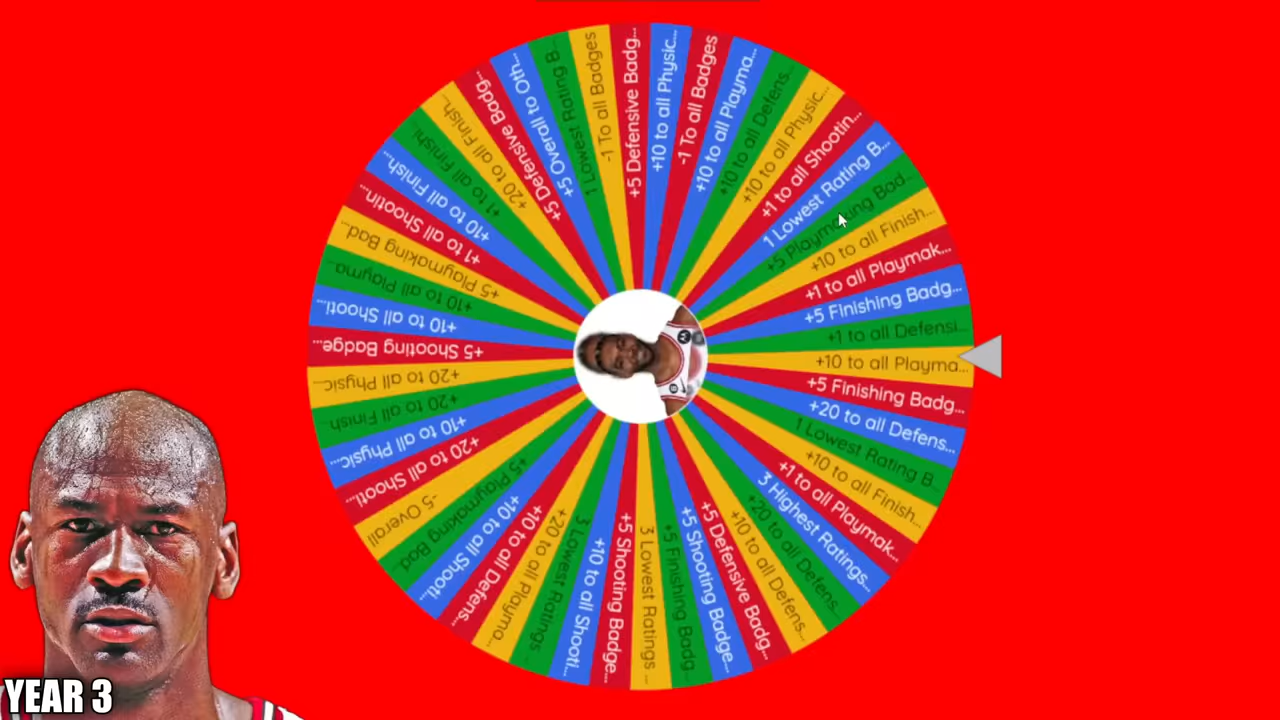 +5 Defensive Badg...
+10 to all Physic...
-1 To all Badges
+10 to all Playma...
+10 to all Defens...
+10 to all Physic...
+1 to all Shootin...
1 Lowest Rating B...
+5 Playmaking Bad...
+10 to all Finish...
+1 to all Playmak...
+5 Finishing Badg...
+1 to all Defensi...
+10 to all Playma...
+5 Finishing Badg...
+20 to all Defens...
1 Lowest Rating B...
+10 to all Finish...
+1 to all Playmak...
3 Highest Ratings...
+20 to all Defens...
+10 to all Defens...
+5 Defensive Badg...
+5 Shooting Badge...
+5 Finishing Badg...
3 Lowest Ratings ...
+5 Shooting Badge...
+10 to all Shooti...
3 Lowest Ratings ...
+20 to all Playma...
+10 to all Defens...
+10 to all Shooti...
+5 Playmaking Bad...
-5 Overall
+20 to all Shooti...
+10 to all Physic...
+20 to all Finish...
+20 to all Physic...
+5 Shooting Badge...
+10 to all Shooti...
+10 to all Playma...
+5 Playmaking Bad...
+1 to all Shootin...
+10 to all Finish...
+1 to all Finishi...
+20 to all Finish...
+5 Defensive Badg...
+5 Overall to Oth...
1 Lowest Rating B...
-1 To all Badges
YEAR 3